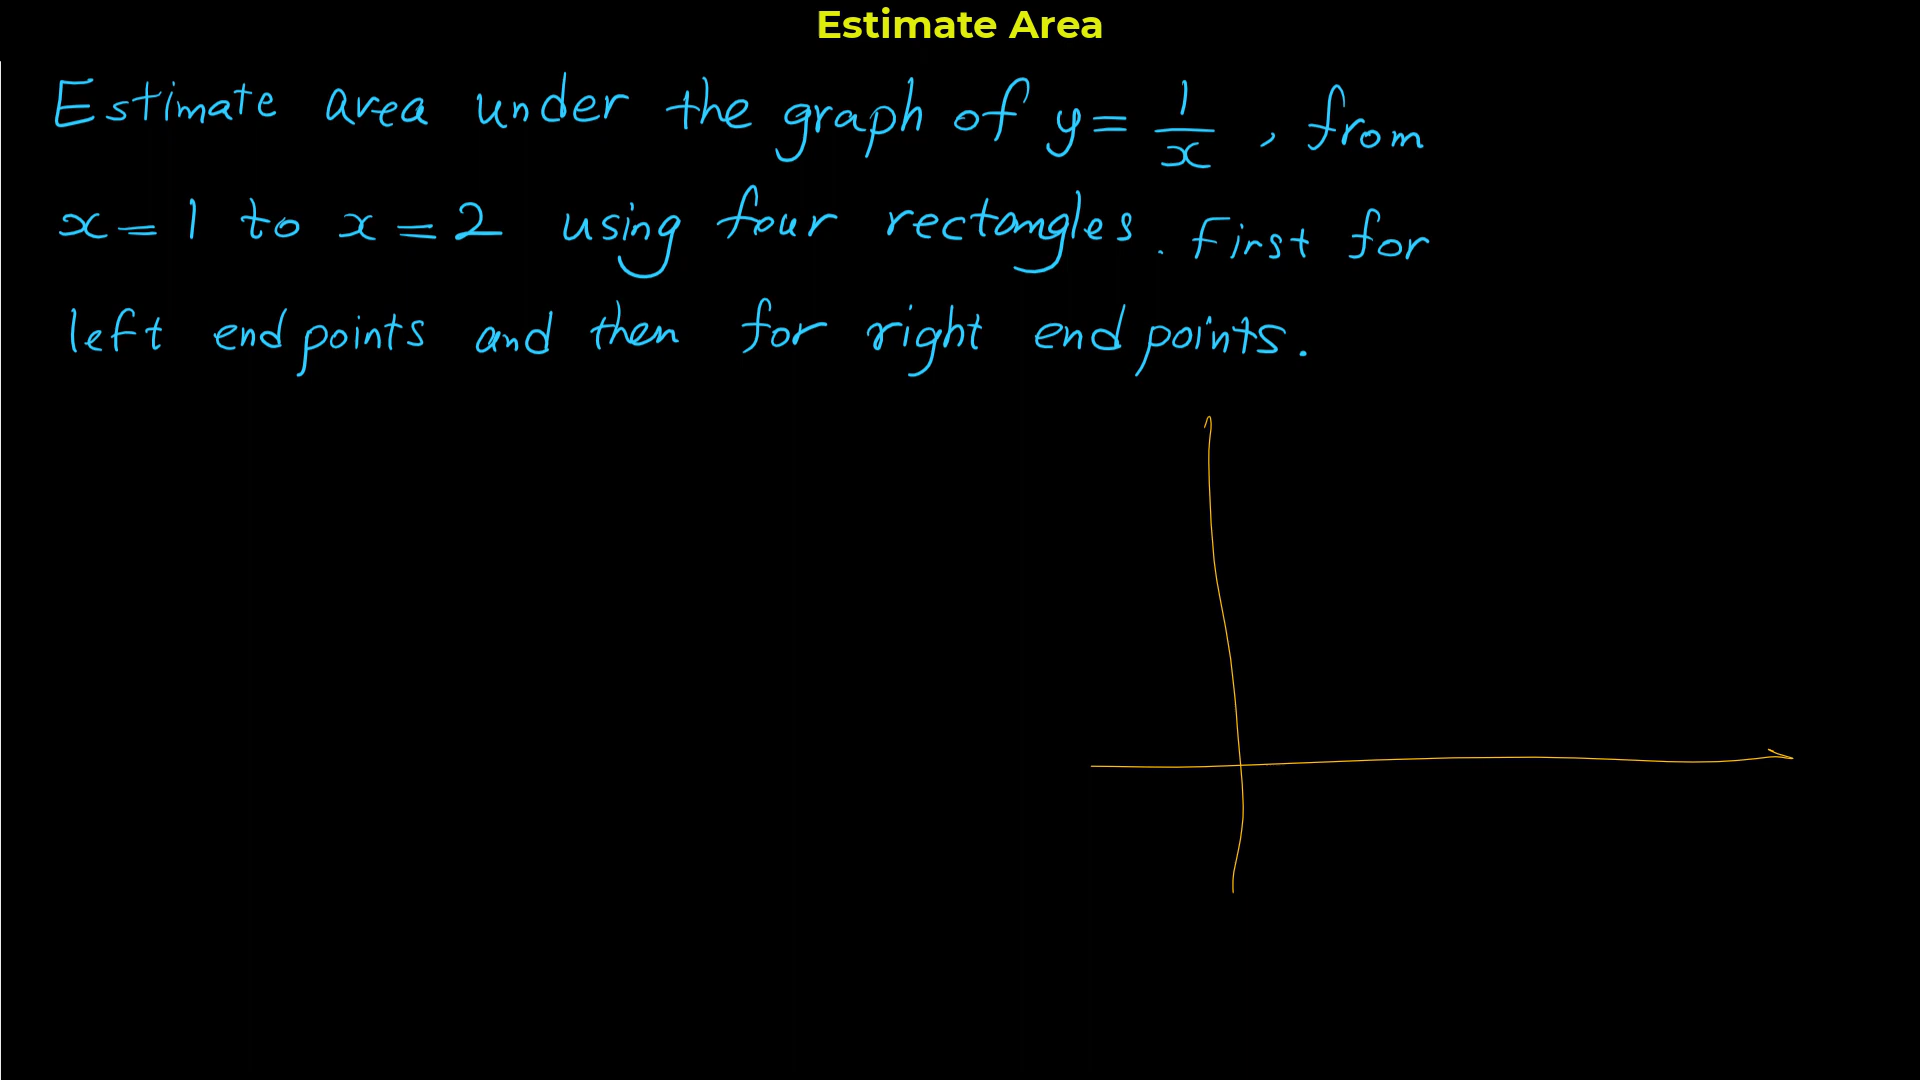 Estimate Area
Estimate area under the graph of y = 1/x , from
x = 1 to x = 2 using four rectangles. First for
left end points and then for right end points.